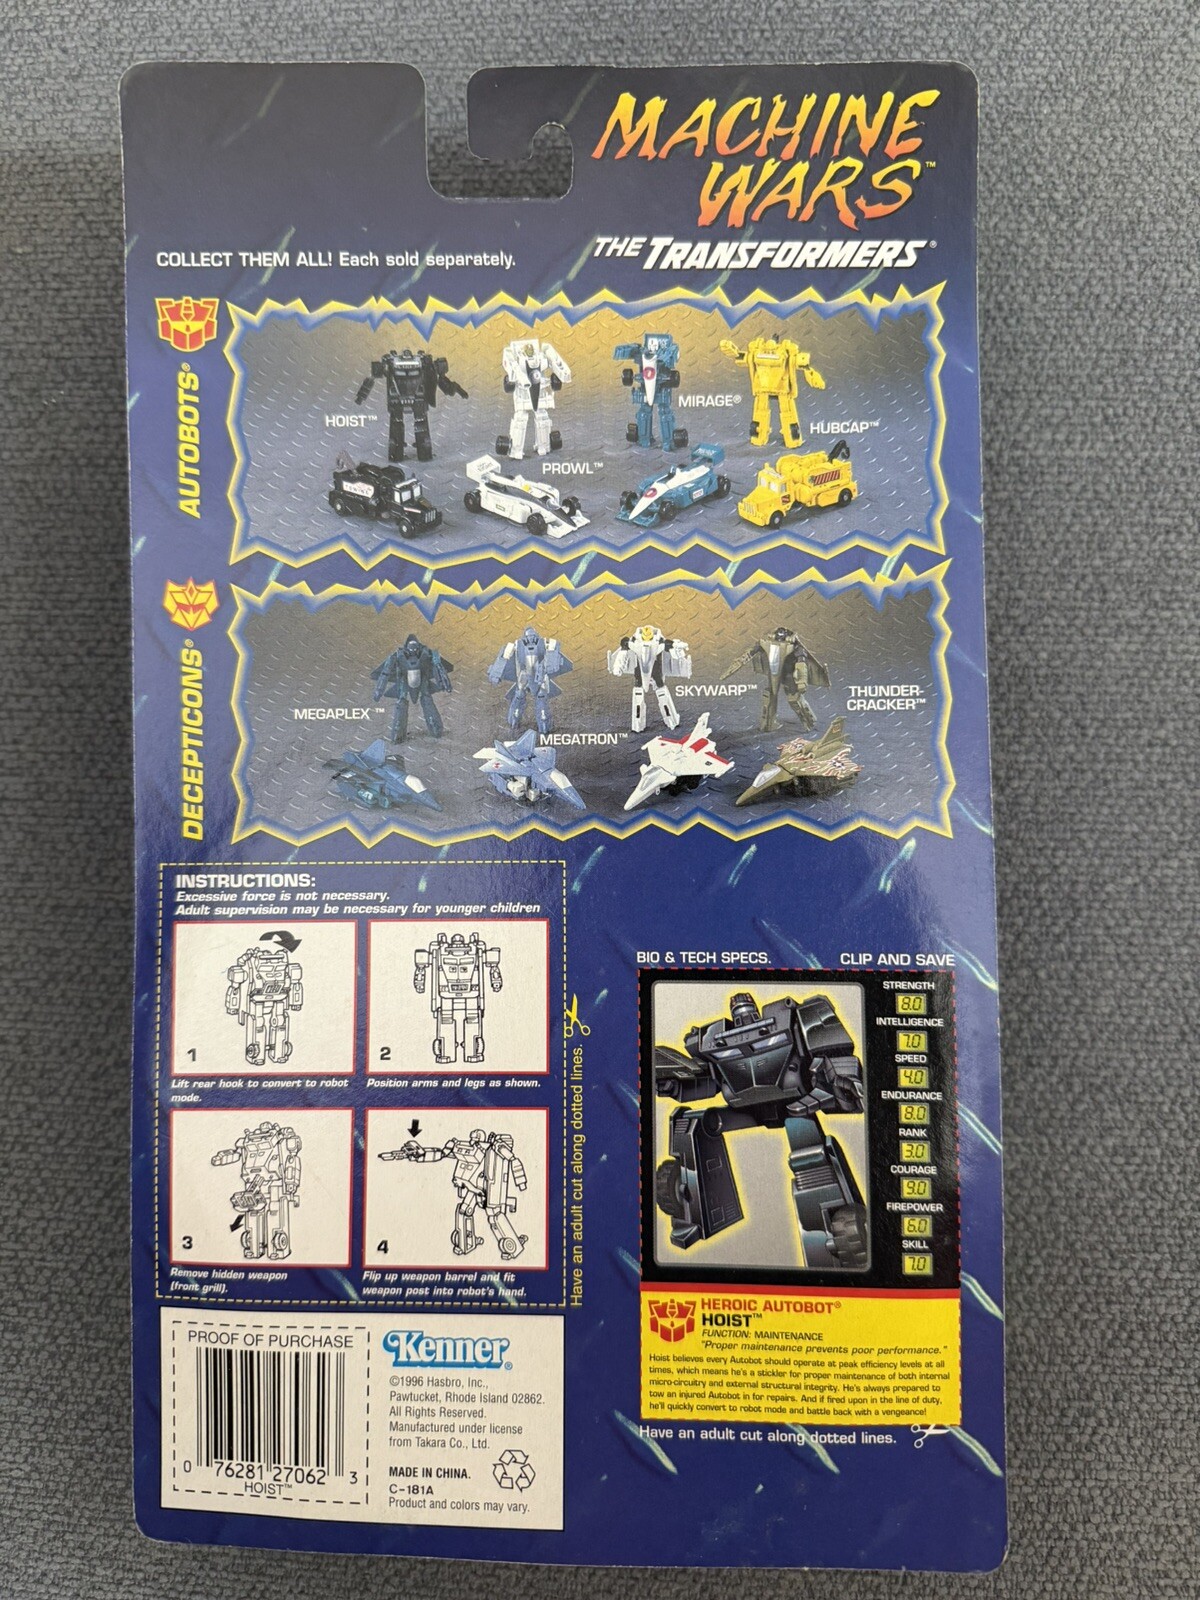 MACHINE
WARS™
THE TRANSFORMERS®
COLLECT THEM ALL! Each sold separately.
AUTOBOTS®
HOIST™
PROWL™
MIRAGE®
HUBCAP™
DECEPTICONS®
MEGAPLEX™
MEGATRON™
SKYWARP™
THUNDER-
CRACKER™
INSTRUCTIONS:
Excessive force is not necessary.
Adult supervision may be necessary for younger children
1
Lift rear hook to convert to robot
mode.
2
Position arms and legs as shown.
3
Remove hidden weapon
(front grill).
4
Flip up weapon barrel and fit
weapon post into robot's hand.
Have an adult cut along dotted lines.
BIO & TECH SPECS.
CLIP AND SAVE
STRENGTH
8.0
INTELLIGENCE
7.0
SPEED
4.0
ENDURANCE
8.0
RANK
3.0
COURAGE
9.0
FIREPOWER
6.0
SKILL
7.0
HEROIC AUTOBOT®
HOIST™
FUNCTION: MAINTENANCE
"Proper maintenance prevents poor performance."
Hoist believes every Autobot should operate at peak efficiency levels at all
times, which means he's a stickler for proper maintenance of both internal
micro-circuitry and external structural integrity. He's always prepared to
tow an injured Autobot in for repairs. And if fired upon in the line of duty,
he'll quickly convert to robot mode and battle back with a vengeance!
Have an adult cut along dotted lines.
PROOF OF PURCHASE
0 76281 27062 3
HOIST™
Kenner®
©1996 Hasbro, Inc.,
Pawtucket, Rhode Island 02862.
All Rights Reserved.
Manufactured under license
from Takara Co., Ltd.
MADE IN CHINA.
C-181A
Product and colors may vary.